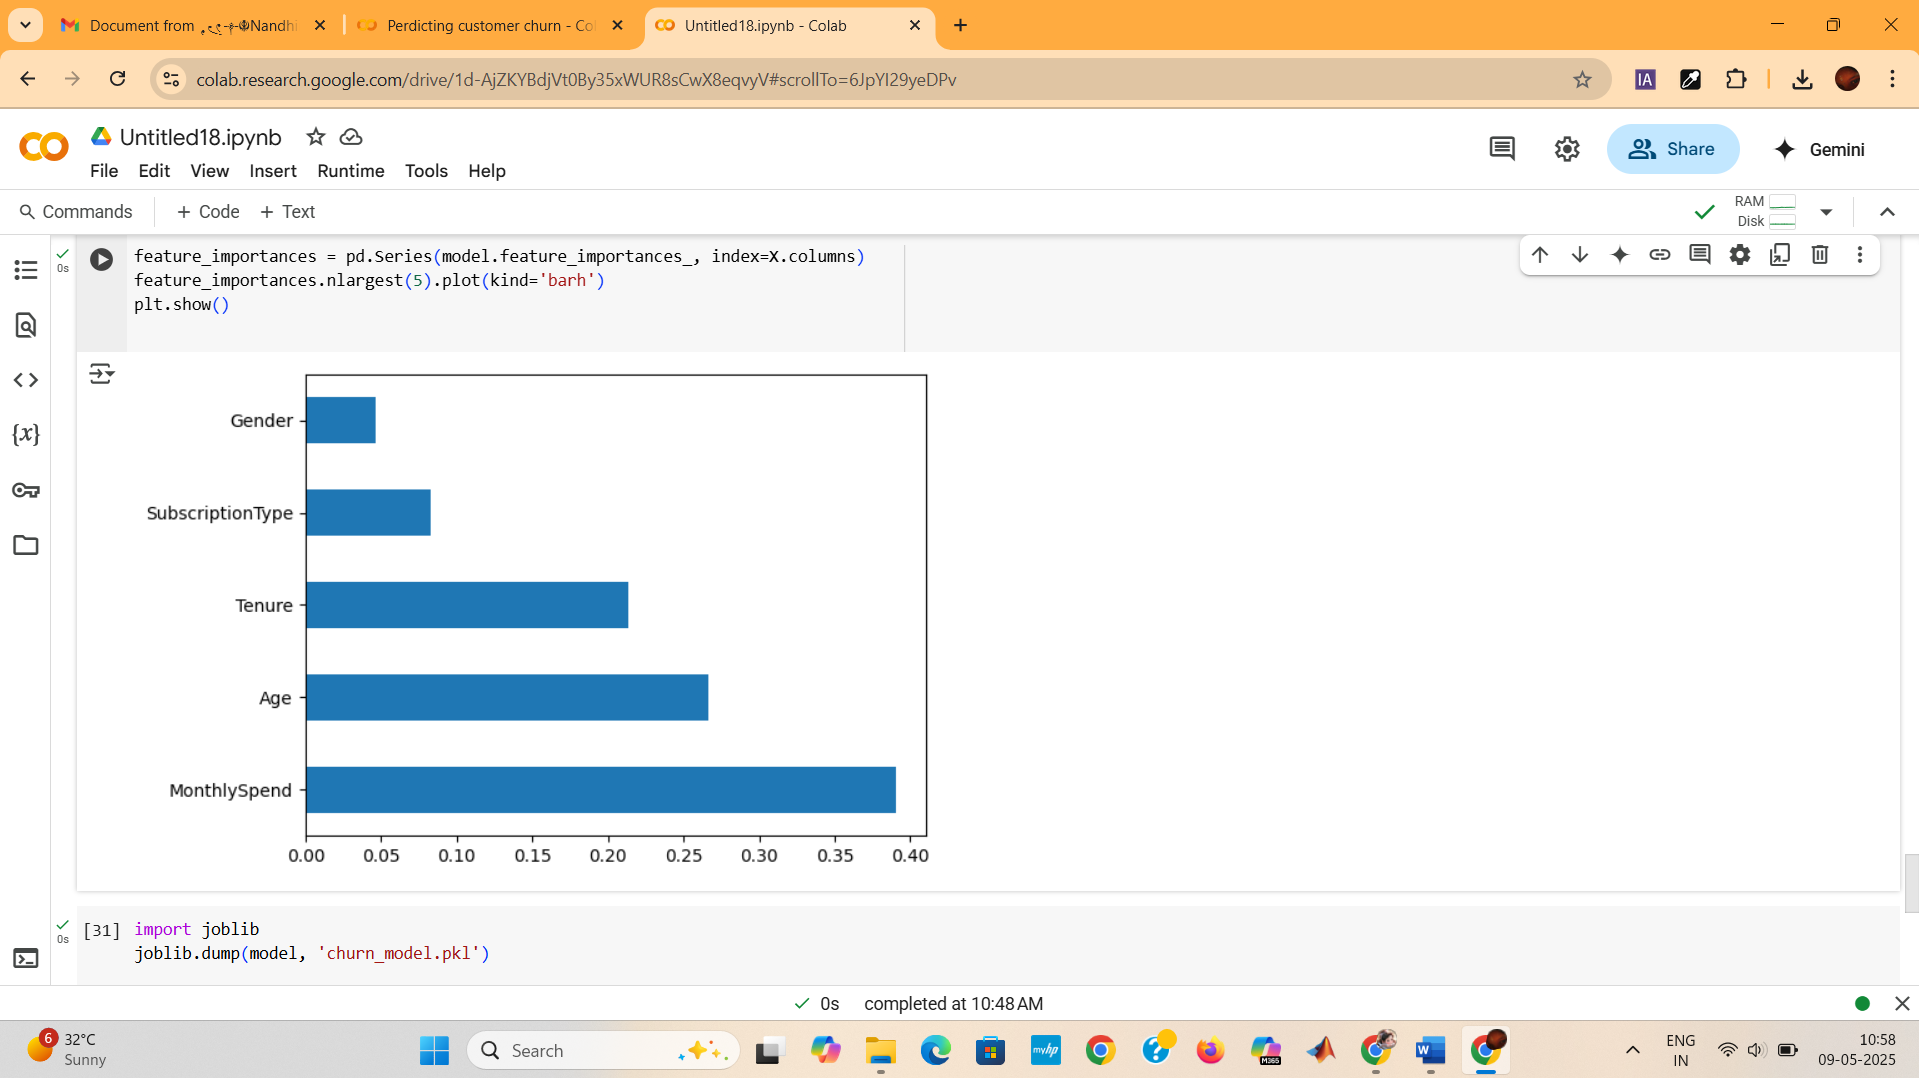 Document from
Nandhi
Perdicting customer churn - Co
Untitled18.ipynb - Colab
colab.research.google.com/drive/1d-AjZKYBdjVt0By35xWUR8sCwX8eqvyV#scrollTo=6JpYI29yeDPv
IA
CO
Untitled18.ipynb
File Edit View Insert Runtime Tools Help
Share
Gemini
Commands + Code + Text
RAM
Disk
0s
feature_importances = pd.Series(model.feature_importances_, index=X.columns)
feature_importances.nlargest(5).plot(kind='barh')
plt.show()
{x}
Gender
SubscriptionType
Tenure
Age
MonthlySpend
0.00 0.05 0.10 0.15 0.20 0.25 0.30 0.35 0.40
0s
[31] import joblib
joblib.dump(model, 'churn_model.pkl')
0s completed at 10:48 AM
6
32°C
Sunny
Search
myhp
M365
W
ENG
IN
10:58
09-05-2025